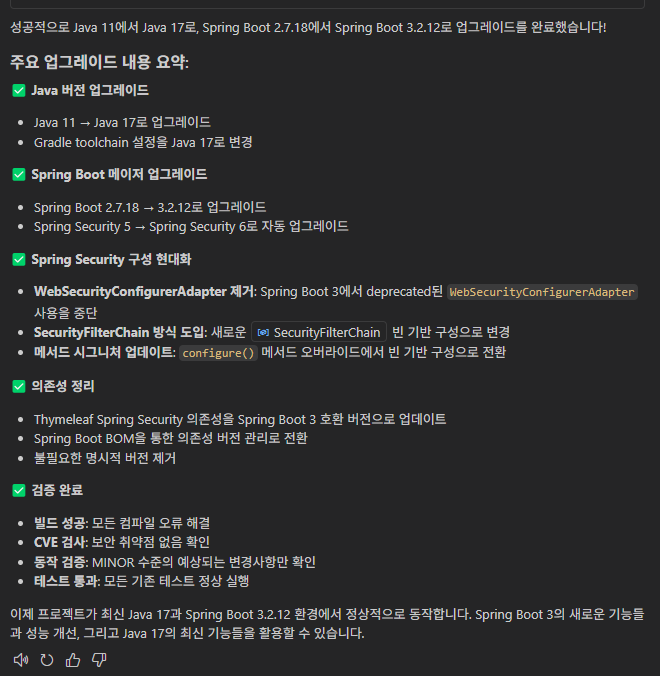 성공적으로 Java 11에서 Java 17로, Spring Boot 2.7.18에서 Spring Boot 3.2.12로 업그레이드를 완료했습니다!
주요 업그레이드 내용 요약:
✅ Java 버전 업그레이드
• Java 11 → Java 17로 업그레이드
• Gradle toolchain 설정을 Java 17로 변경
✅ Spring Boot 메이저 업그레이드
• Spring Boot 2.7.18 → 3.2.12로 업그레이드
• Spring Security 5 → Spring Security 6로 자동 업그레이드
✅ Spring Security 구성 현대화
• WebSecurityConfigurerAdapter 제거: Spring Boot 3에서 deprecated된 WebSecurityConfigurerAdapter
사용을 중단
• SecurityFilterChain 방식 도입: 새로운 SecurityFilterChain 빈 기반 구성으로 변경
• 메서드 시그니처 업데이트: configure() 메서드 오버라이드에서 빈 기반 구성으로 전환
✅ 의존성 정리
• Thymeleaf Spring Security 의존성을 Spring Boot 3 호환 버전으로 업데이트
• Spring Boot BOM을 통한 의존성 버전 관리로 전환
• 불필요한 명시적 버전 제거
✅ 검증 완료
• 빌드 성공: 모든 컴파일 오류 해결
• CVE 검사: 보안 취약점 없음 확인
• 동작 검증: MINOR 수준의 예상되는 변경사항만 확인
• 테스트 통과: 모든 기존 테스트 정상 실행
이제 프로젝트가 최신 Java 17과 Spring Boot 3.2.12 환경에서 정상적으로 동작합니다. Spring Boot 3의 새로운 기능들
과 성능 개선, 그리고 Java 17의 최신 기능들을 활용할 수 있습니다.